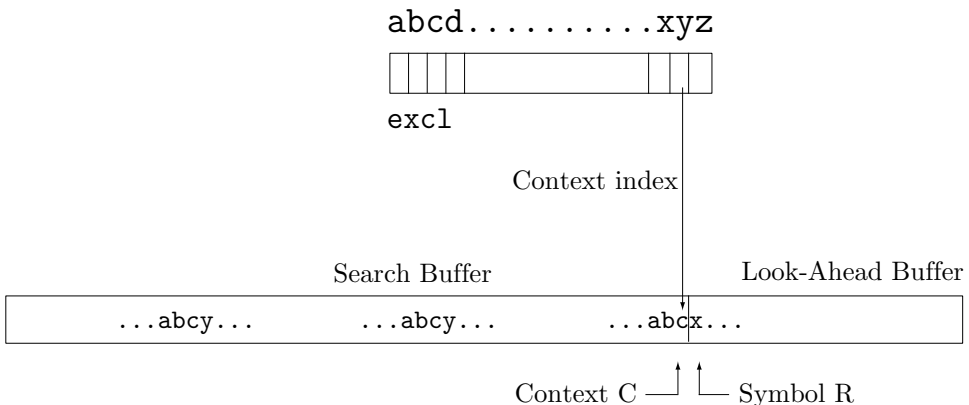 abcd..........xyz
excl
Context index
Search Buffer Look-Ahead Buffer
...abcy... ...abcy... ...abcx...
Context C Symbol R